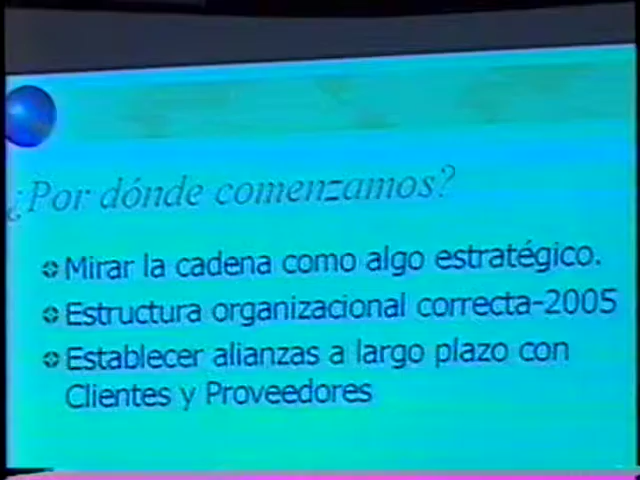 ¿Por dónde comenzamos?
Mirar la cadena como algo estratégico.
Estructura organizacional correcta-2005
Establecer alianzas a largo plazo con
Clientes y Proveedores